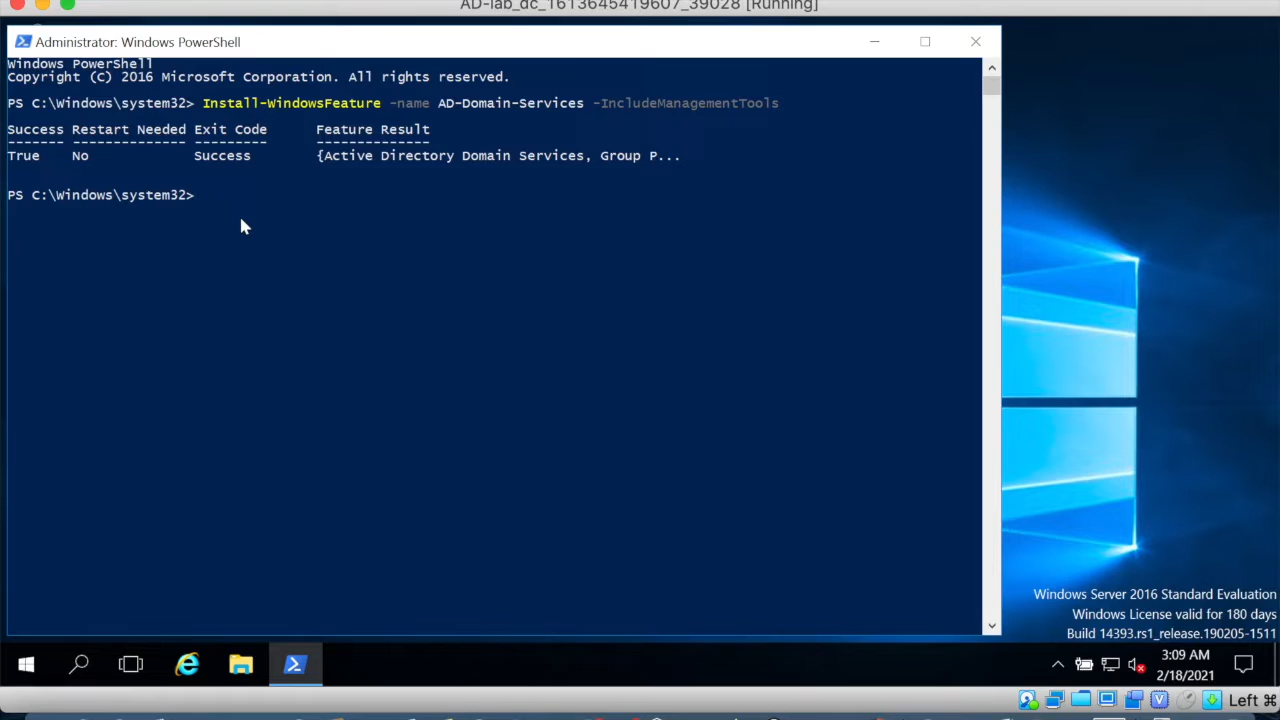 AD-lab_dc_1613645419607_39028 [Running]
Administrator: Windows PowerShell
Windows PowerShell
Copyright (C) 2016 Microsoft Corporation. All rights reserved.
PS C:\Windows\system32> Install-WindowsFeature -name AD-Domain-Services -IncludeManagementTools
Success Restart Needed Exit Code      Feature Result
------- -------------- ---------      --------------
True    No             Success        {Active Directory Domain Services, Group P...
PS C:\Windows\system32>
Windows Server 2016 Standard Evaluation
Windows License valid for 180 days
Build 14393.rs1_release.190205-1511
3:09 AM
2/18/2021
Left ⌘